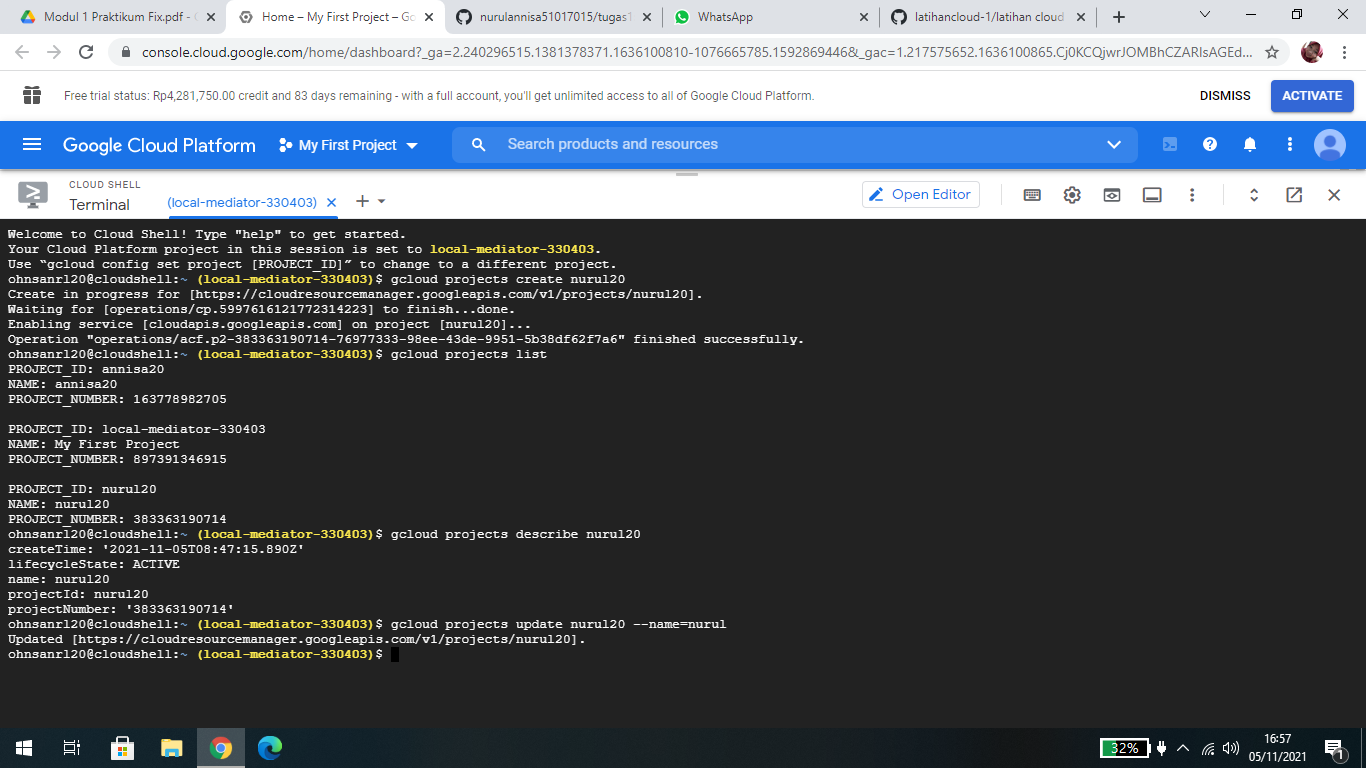 Modul 1 Praktikum Fix.pdf -
Home – My First Project – Go
nurulannisa51017015/tugas1
WhatsApp
latihancloud-1/latihan cloud
console.cloud.google.com/home/dashboard?_ga=2.240296515.1381378371.1636100810-1076665785.1592869446&_gac=1.217575652.1636100865.Cj0KCQjwrJOMBhCZARIsAGEd...
Free trial status: Rp4,281,750.00 credit and 83 days remaining - with a full account, you'll get unlimited access to all of Google Cloud Platform.
DISMISS
ACTIVATE
Google Cloud Platform
My First Project
Search products and resources
CLOUD SHELL
Terminal
(local-mediator-330403)
Open Editor
Welcome to Cloud Shell! Type "help" to get started.
Your Cloud Platform project in this session is set to local-mediator-330403.
Use “gcloud config set project [PROJECT_ID]” to change to a different project.
ohnsanrl20@cloudshell:~ (local-mediator-330403)$ gcloud projects create nurul20
Create in progress for [https://cloudresourcemanager.googleapis.com/v1/projects/nurul20].
Waiting for [operations/cp.5997616121772314223] to finish...done.
Enabling service [cloudapis.googleapis.com] on project [nurul20]...
Operation "operations/acf.p2-383363190714-76977333-98ee-43de-9951-5b38df62f7a6" finished successfully.
ohnsanrl20@cloudshell:~ (local-mediator-330403)$ gcloud projects list
PROJECT_ID: annisa20
NAME: annisa20
PROJECT_NUMBER: 163778982705
PROJECT_ID: local-mediator-330403
NAME: My First Project
PROJECT_NUMBER: 897391346915
PROJECT_ID: nurul20
NAME: nurul20
PROJECT_NUMBER: 383363190714
ohnsanrl20@cloudshell:~ (local-mediator-330403)$ gcloud projects describe nurul20
createTime: '2021-11-05T08:47:15.890Z'
lifecycleState: ACTIVE
name: nurul20
projectId: nurul20
projectNumber: '383363190714'
ohnsanrl20@cloudshell:~ (local-mediator-330403)$ gcloud projects update nurul20 --name=nurul
Updated [https://cloudresourcemanager.googleapis.com/v1/projects/nurul20].
ohnsanrl20@cloudshell:~ (local-mediator-330403)$
32%
16:57
05/11/2021
1